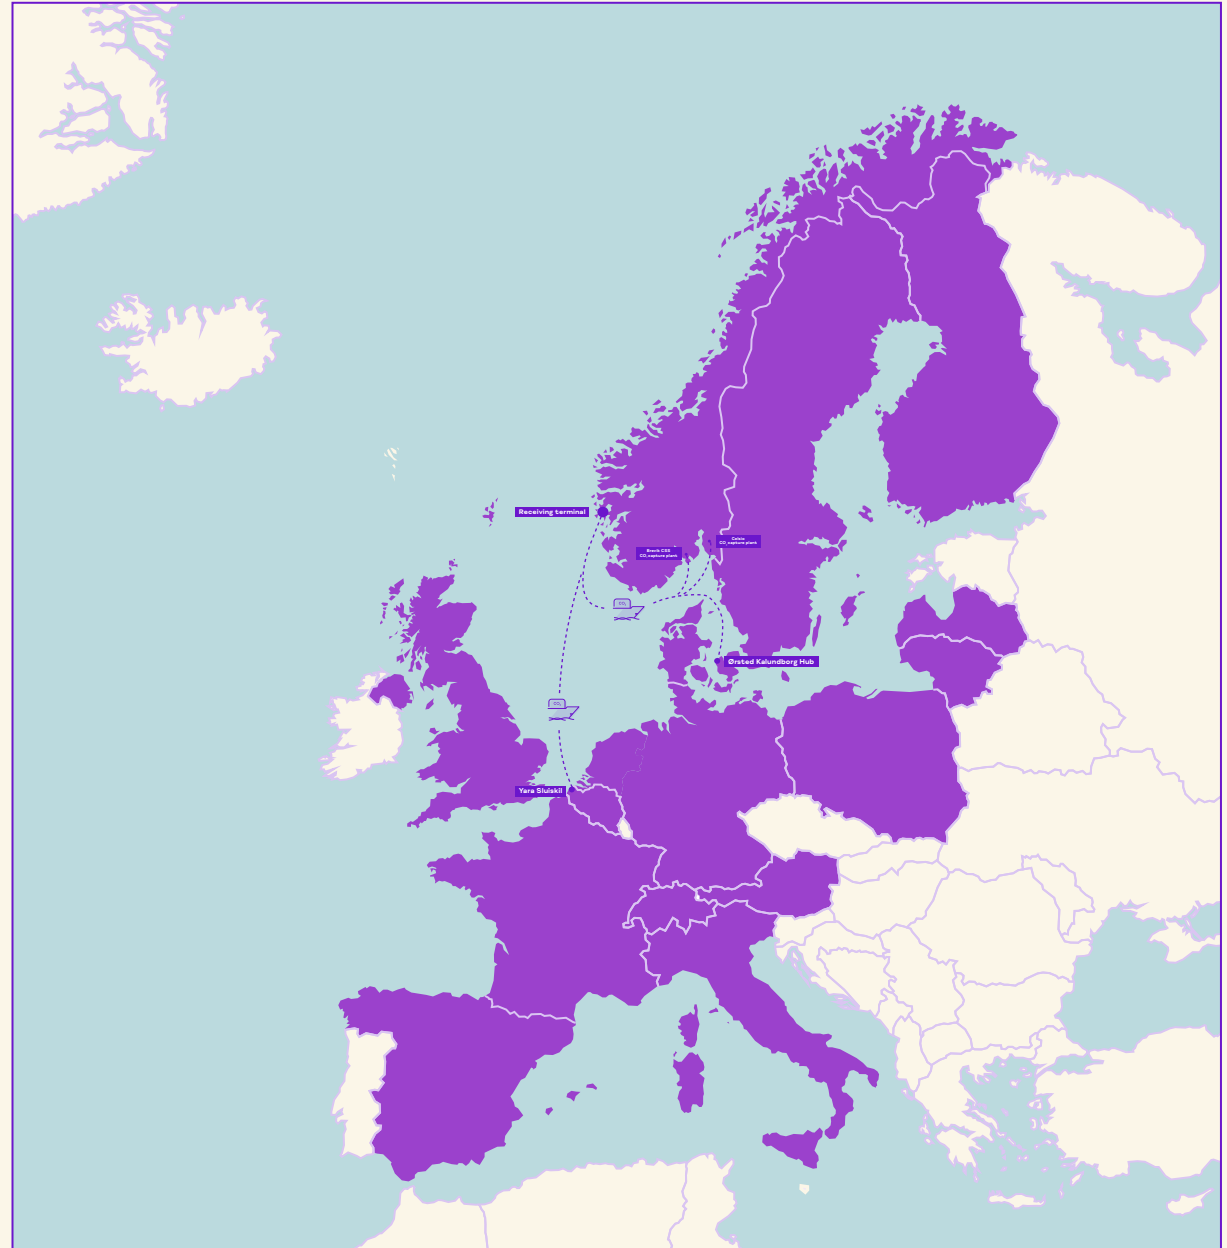 Receiving terminal
Celsio
CO₂ capture plant
Brevik CCS
CO₂ capture plant
CO₂
Ørsted Kalundborg Hub
CO₂
Yara Sluiskil